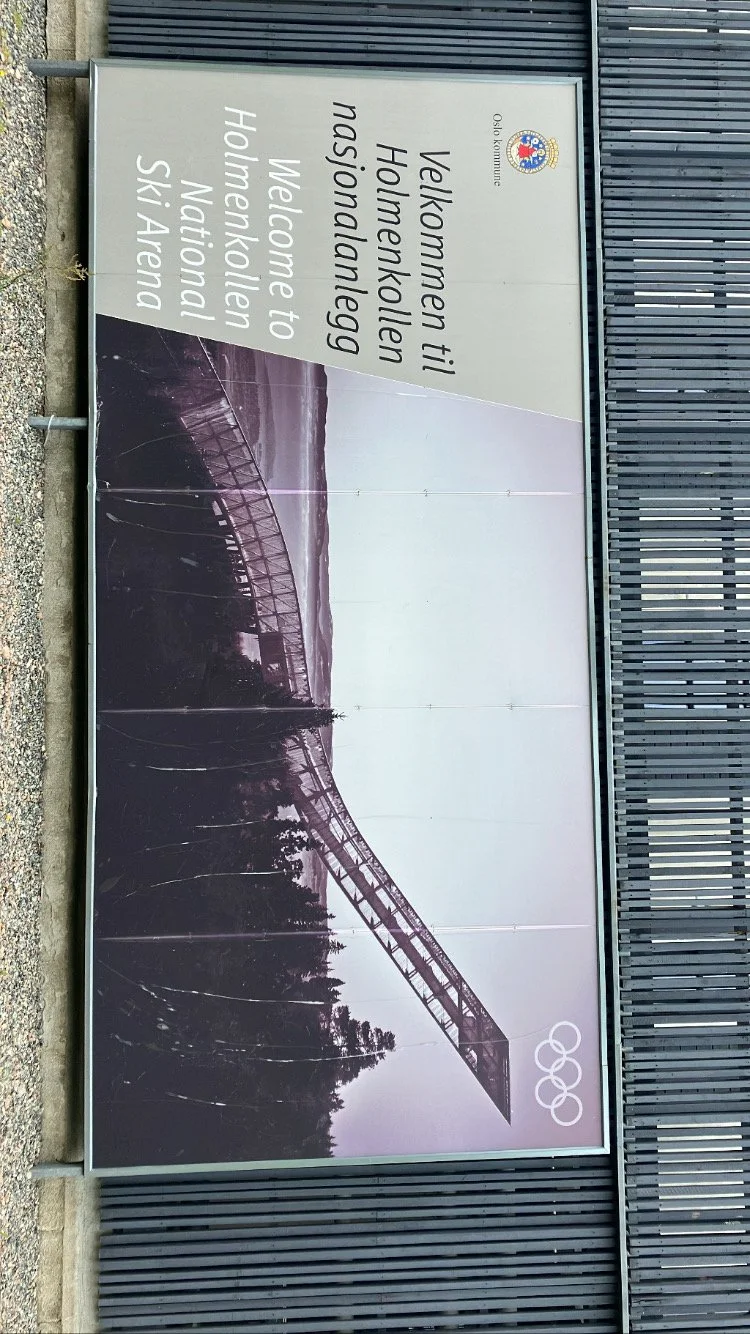 Oslo kommune
Velkommen til
Holmenkollen
nasjonalanlegg
Welcome to
Holmenkollen
National
Ski Arena